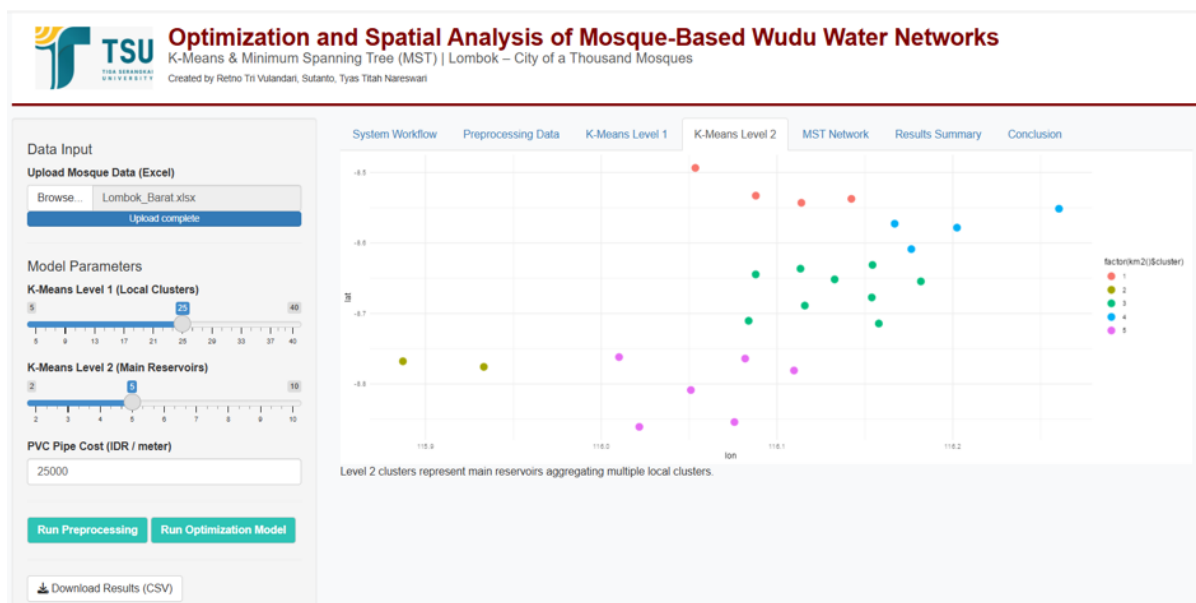 TSU
TIGA SERANGKAI
UNIVERSITY
Optimization and Spatial Analysis of Mosque-Based Wudu Water Networks
K-Means & Minimum Spanning Tree (MST) | Lombok – City of a Thousand Mosques
Created by Retno Tri Vulandari, Sutanto, Tyas Titah Nareswari
Data Input
Upload Mosque Data (Excel)
Browse... Lombok_Barat.xlsx
Upload complete
Model Parameters
K-Means Level 1 (Local Clusters)
5 25 40
5 9 13 17 21 25 29 33 37 40
K-Means Level 2 (Main Reservoirs)
2 5 10
2 3 4 5 6 7 8 9 10
PVC Pipe Cost (IDR / meter)
25000
Run Preprocessing Run Optimization Model
Download Results (CSV)
System Workflow Preprocessing Data K-Means Level 1 K-Means Level 2 MST Network Results Summary Conclusion
-8.5
-8.6
-8.7
-8.8
lat
115.9 116.0 116.1 116.2
lon
factor(km2()$cluster)
1
2
3
4
5
Level 2 clusters represent main reservoirs aggregating multiple local clusters.